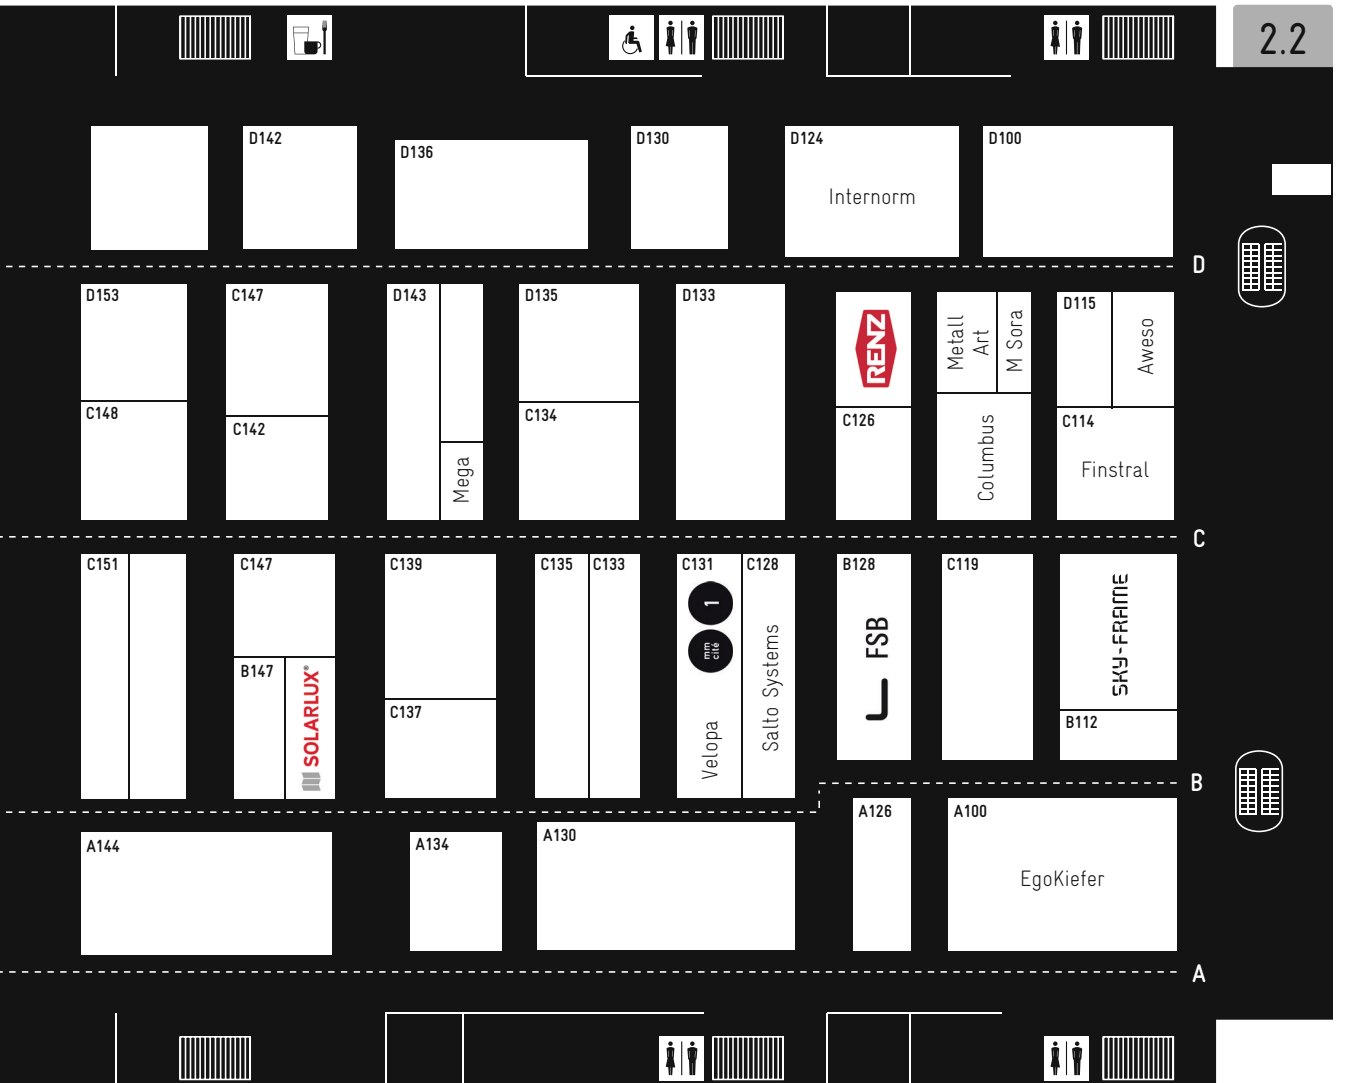 2.2
D142
D136
D130
D124
D100
Internorm
D
D153
C147
D143
D135
D133
RENZ
Metall
Art
M Sora
D115
Aweso
C148
C142
Mega
C134
C126
Columbus
C114
Finstral
C
C151
C147
C139
C135
C133
C131
C128
B128
C119
SKY-FRAME
1
mm
cité
Velopa
Salto Systems
FSB
B147
SOLARLUX®
C137
B112
B
A144
A134
A130
A126
A100
EgoKiefer
A